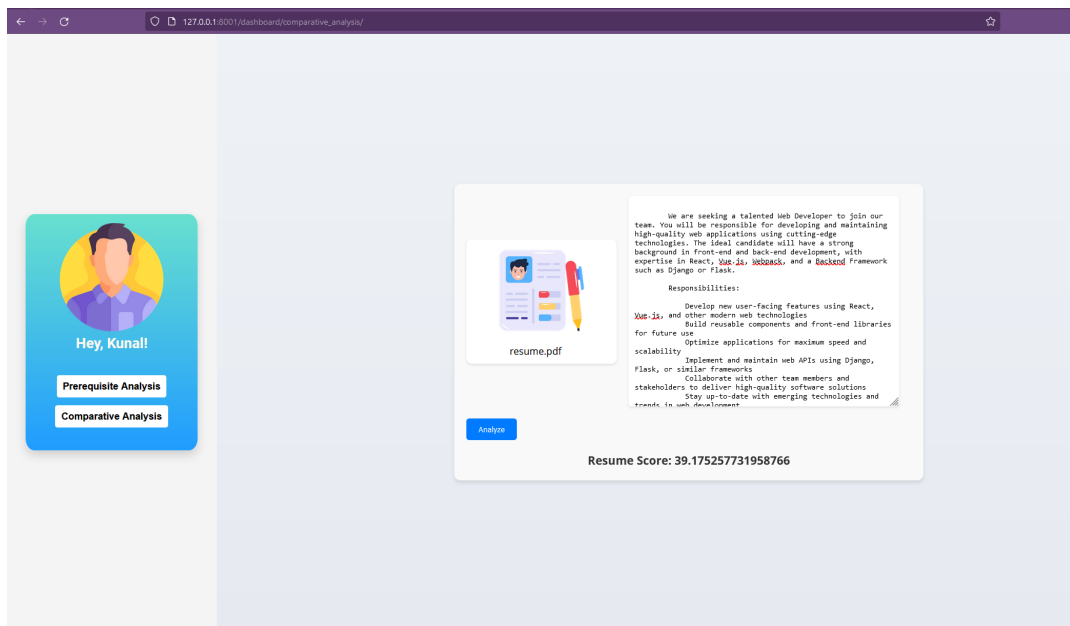 127.0.0.1:8001/dashboard/comparative_analysis/
Hey, Kunal!
Prerequisite Analysis
Comparative Analysis
resume.pdf
We are seeking a talented Web Developer to join our
team. You will be responsible for developing and maintaining
high-quality web applications using cutting-edge
technologies. The ideal candidate will have a strong
background in front-end and back-end development, with
expertise in React, Vue.js, Webpack, and a Backend Framework
such as Django or Flask.
Responsibilities:
Develop new user-facing features using React,
Vue.js, and other modern web technologies
Build reusable components and front-end libraries
for future use
Optimize applications for maximum speed and
scalability
Implement and maintain web APIs using Django,
Flask, or similar frameworks
Collaborate with other team members and
stakeholders to deliver high-quality software solutions
Stay up-to-date with emerging technologies and
trends in web development
Analyze
Resume Score: 39.175257731958766